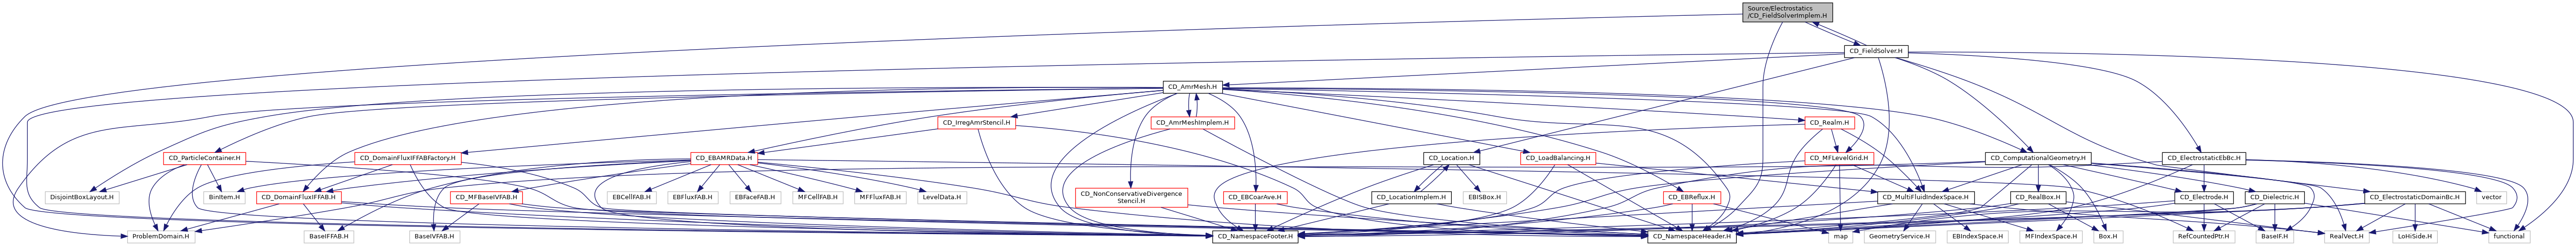 Source/Electrostatics
/CD_FieldSolverImplem.H
CD_FieldSolver.H
CD_AmrMesh.H
CD_IrregAmrStencil.H
CD_AmrMeshImplem.H
CD_Realm.H
CD_ParticleContainer.H
CD_DomainFluxIFFABFactory.H
CD_EBAMRData.H
CD_Location.H
CD_LoadBalancing.H
CD_MFLevelGrid.H
CD_ComputationalGeometry.H
CD_ElectrostaticEbBc.H
DisjointBoxLayout.H
BinItem.H
CD_DomainFluxIFFAB.H
CD_MFBaseIVFAB.H
EBCellFAB.H
EBFluxFAB.H
EBFaceFAB.H
MFCellFAB.H
MFFluxFAB.H
LevelData.H
CD_NonConservativeDivergence
Stencil.H
CD_EBCoarAve.H
CD_LocationImplem.H
EBISBox.H
CD_EBReflux.H
CD_MultiFluidIndexSpace.H
CD_RealBox.H
CD_Electrode.H
CD_Dielectric.H
CD_ElectrostaticDomainBc.H
vector
ProblemDomain.H
BaseIFFAB.H
BaseIVFAB.H
CD_NamespaceFooter.H
CD_NamespaceHeader.H
map
GeometryService.H
EBIndexSpace.H
MFIndexSpace.H
Box.H
RefCountedPtr.H
BaseIF.H
RealVect.H
LoHiSide.H
functional